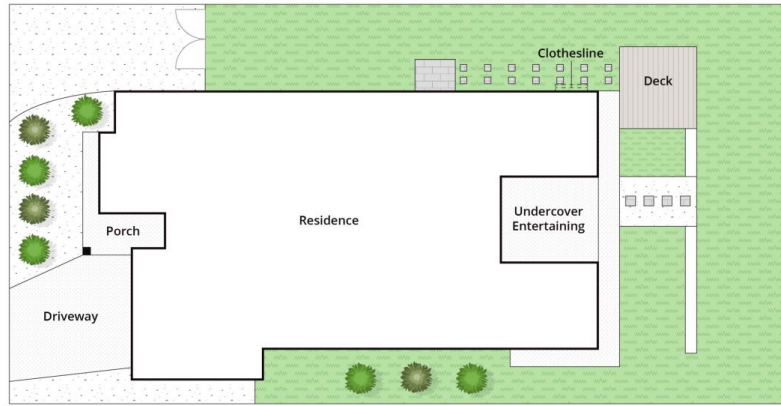 Clothesline
Deck
Residence
Undercover
Entertaining
Porch
Driveway